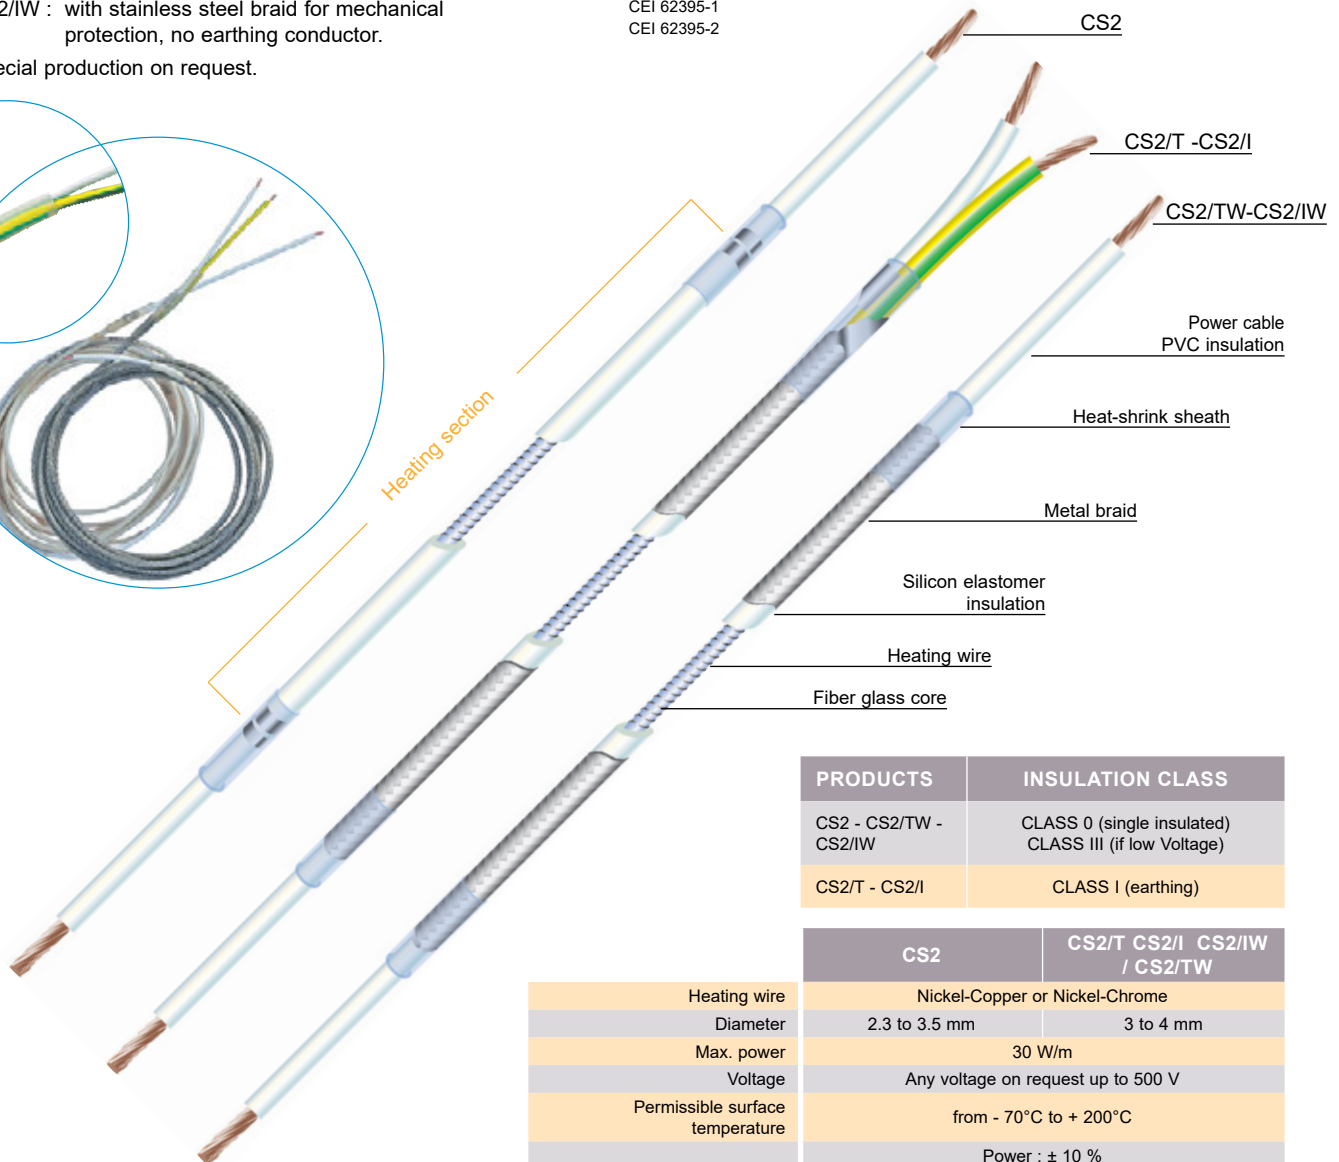 2/IW : with stainless steel braid for mechanical
protection, no earthing conductor.
ecial production on request.
CEI 62395-1
CEI 62395-2
CS2
CS2/T -CS2/I
CS2/TW-CS2/IW
Power cable
PVC insulation
Heat-shrink sheath
Metal braid
Silicon elastomer
insulation
Heating wire
Fiber glass core
Heating section
PRODUCTS INSULATION CLASS
CS2 - CS2/TW - CS2/IW CLASS 0 (single insulated)
CLASS III (if low Voltage)
CS2/T - CS2/I CLASS I (earthing)
CS2 CS2/T CS2/I CS2/IW / CS2/TW
Heating wire Nickel-Copper or Nickel-Chrome
Diameter 2.3 to 3.5 mm 3 to 4 mm
Max. power 30 W/m
Voltage Any voltage on request up to 500 V
Permissible surface temperature from - 70°C to + 200°C
Power : ± 10 %